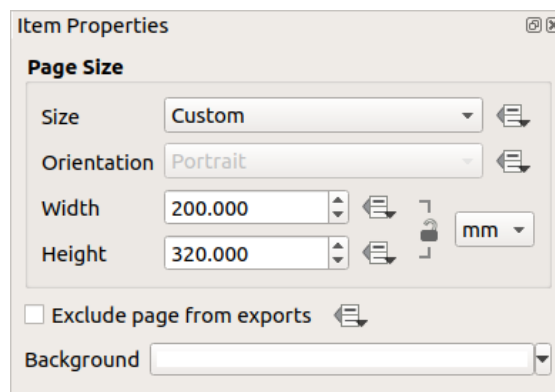 Item Properties
Page Size
Size Custom
Orientation Portrait
Width 200.000
mm
Height 320.000
Exclude page from exports
Background